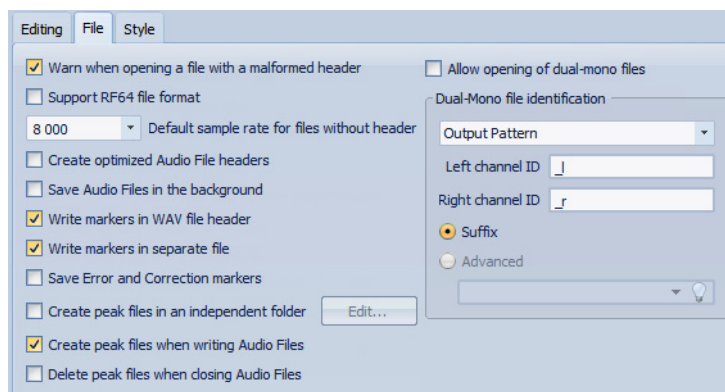 Editing File Style
Warn when opening a file with a malformed header
Support RF64 file format
8 000 Default sample rate for files without header
Create optimized Audio File headers
Save Audio Files in the background
Write markers in WAV file header
Write markers in separate file
Save Error and Correction markers
Create peak files in an independent folder Edit...
Create peak files when writing Audio Files
Delete peak files when closing Audio Files
Allow opening of dual-mono files
Dual-Mono file identification
Output Pattern
Left channel ID _l
Right channel ID _r
Suffix
Advanced